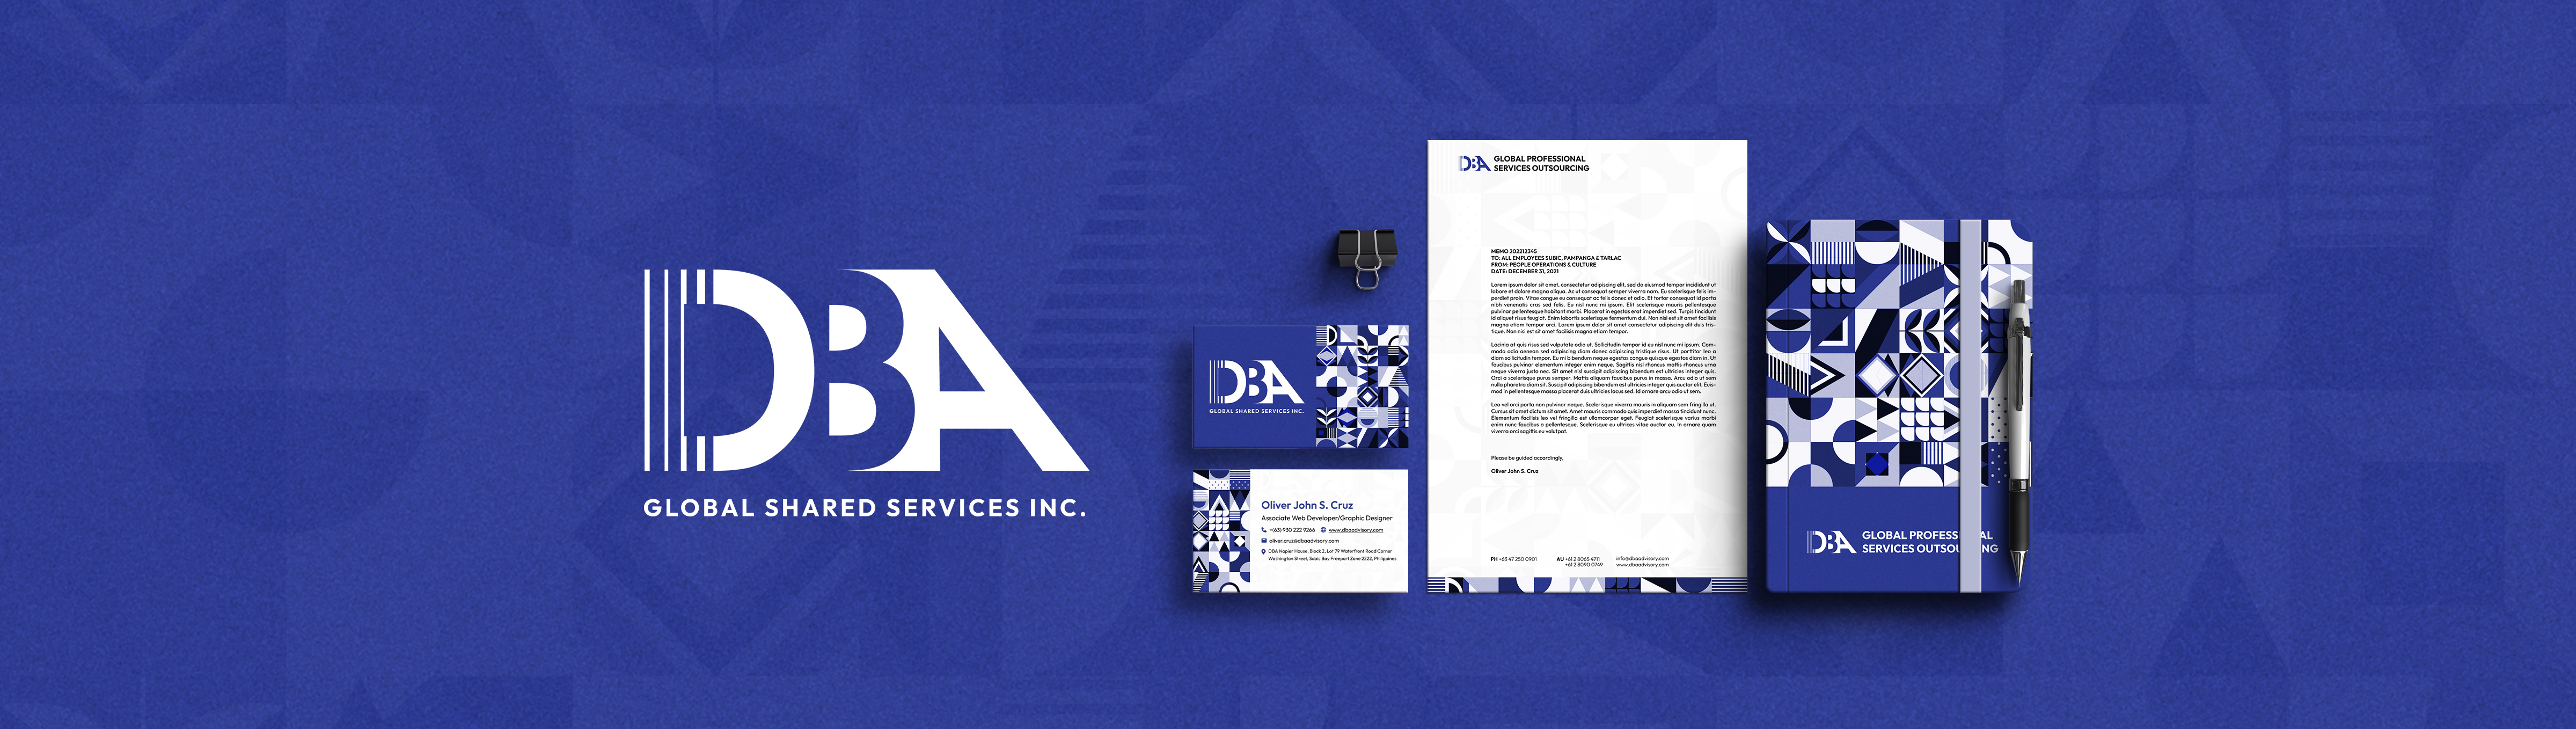 DBA
GLOBAL SHARED SERVICES INC.
DBA
GLOBAL SHARED SERVICES INC.
Oliver John S. Cruz
Associate Web Developer/Graphic Designer
+(63) 930 222 9266 www.dbaadvisory.com
oliver.cruz@dbaadvisory.com
DBA Napier House, Block 2, Lot 79 Waterfront Road Corner
Washington Street, Subic Bay Freeport Zone 2222, Philippines
DBA GLOBAL PROFESSIONAL
SERVICES OUTSOURCING
MEMO 202212345
TO: ALL EMPLOYEES SUBIC, PAMPANGA & TARLAC
FROM: PEOPLE OPERATIONS & CULTURE
DATE: DECEMBER 31, 2021
Lorem ipsum dolor sit amet, consectetur adipiscing elit, sed do eiusmod tempor incididunt ut
labore et dolore magna aliqua. Ac ut consequat semper viverra nam. Eu scelerisque felis im-
perdiet proin. Vitae congue eu consequat ac felis donec et odio. Et tortor consequat id porta
nibh venenatis cras sed felis. Eu nisl nunc mi ipsum. Elit scelerisque mauris pellentesque
pulvinar pellentesque habitant morbi. Placerat in egestas erat imperdiet sed. Turpis tincidunt
id aliquet risus feugiat. Enim lobortis scelerisque fermentum dui. Non nisi est sit amet facilisis
magna etiam tempor orci. Lorem ipsum dolor sit amet consectetur adipiscing elit duis tris-
tique. Non nisi est sit amet facilisis magna etiam tempor.
Lacinia at quis risus sed vulputate odio ut. Sollicitudin tempor id eu nisl nunc mi ipsum. Com-
modo odio aenean sed adipiscing diam donec adipiscing tristique risus. Ut porttitor leo a
diam sollicitudin tempor. Eu mi bibendum neque egestas congue quisque egestas diam in. Ut
faucibus pulvinar elementum integer enim neque. Sagittis nisl rhoncus mattis rhoncus urna
neque viverra justo nec. Sit amet nisl suscipit adipiscing bibendum est ultricies integer quis.
Orci a scelerisque purus semper. Mattis aliquam faucibus purus in massa. Arcu odio ut sem
nulla pharetra diam sit. Suscipit adipiscing bibendum est ultricies integer quis auctor elit. Euis-
mod in pellentesque massa placerat duis ultricies lacus sed. Id ornare arcu odio ut sem.
Leo vel orci porta non pulvinar neque. Scelerisque viverra mauris in aliquam sem fringilla ut.
Cursus sit amet dictum sit amet. Amet mauris commodo quis imperdiet massa tincidunt nunc.
Elementum facilisis leo vel fringilla est ullamcorper eget. Feugiat scelerisque varius morbi
enim nunc faucibus a pellentesque. Scelerisque eu ultrices vitae auctor eu. In ornare quam
viverra orci sagittis eu volutpat.
Please be guided accordingly,
Oliver John S. Cruz
PH +63 47 250 0901 AU +61 2 8065 4711 info@dbaadvisory.com
+61 2 8090 0749 www.dbaadvisory.com
DBA GLOBAL PROFESS AL
SERVICES OUTSOU NG